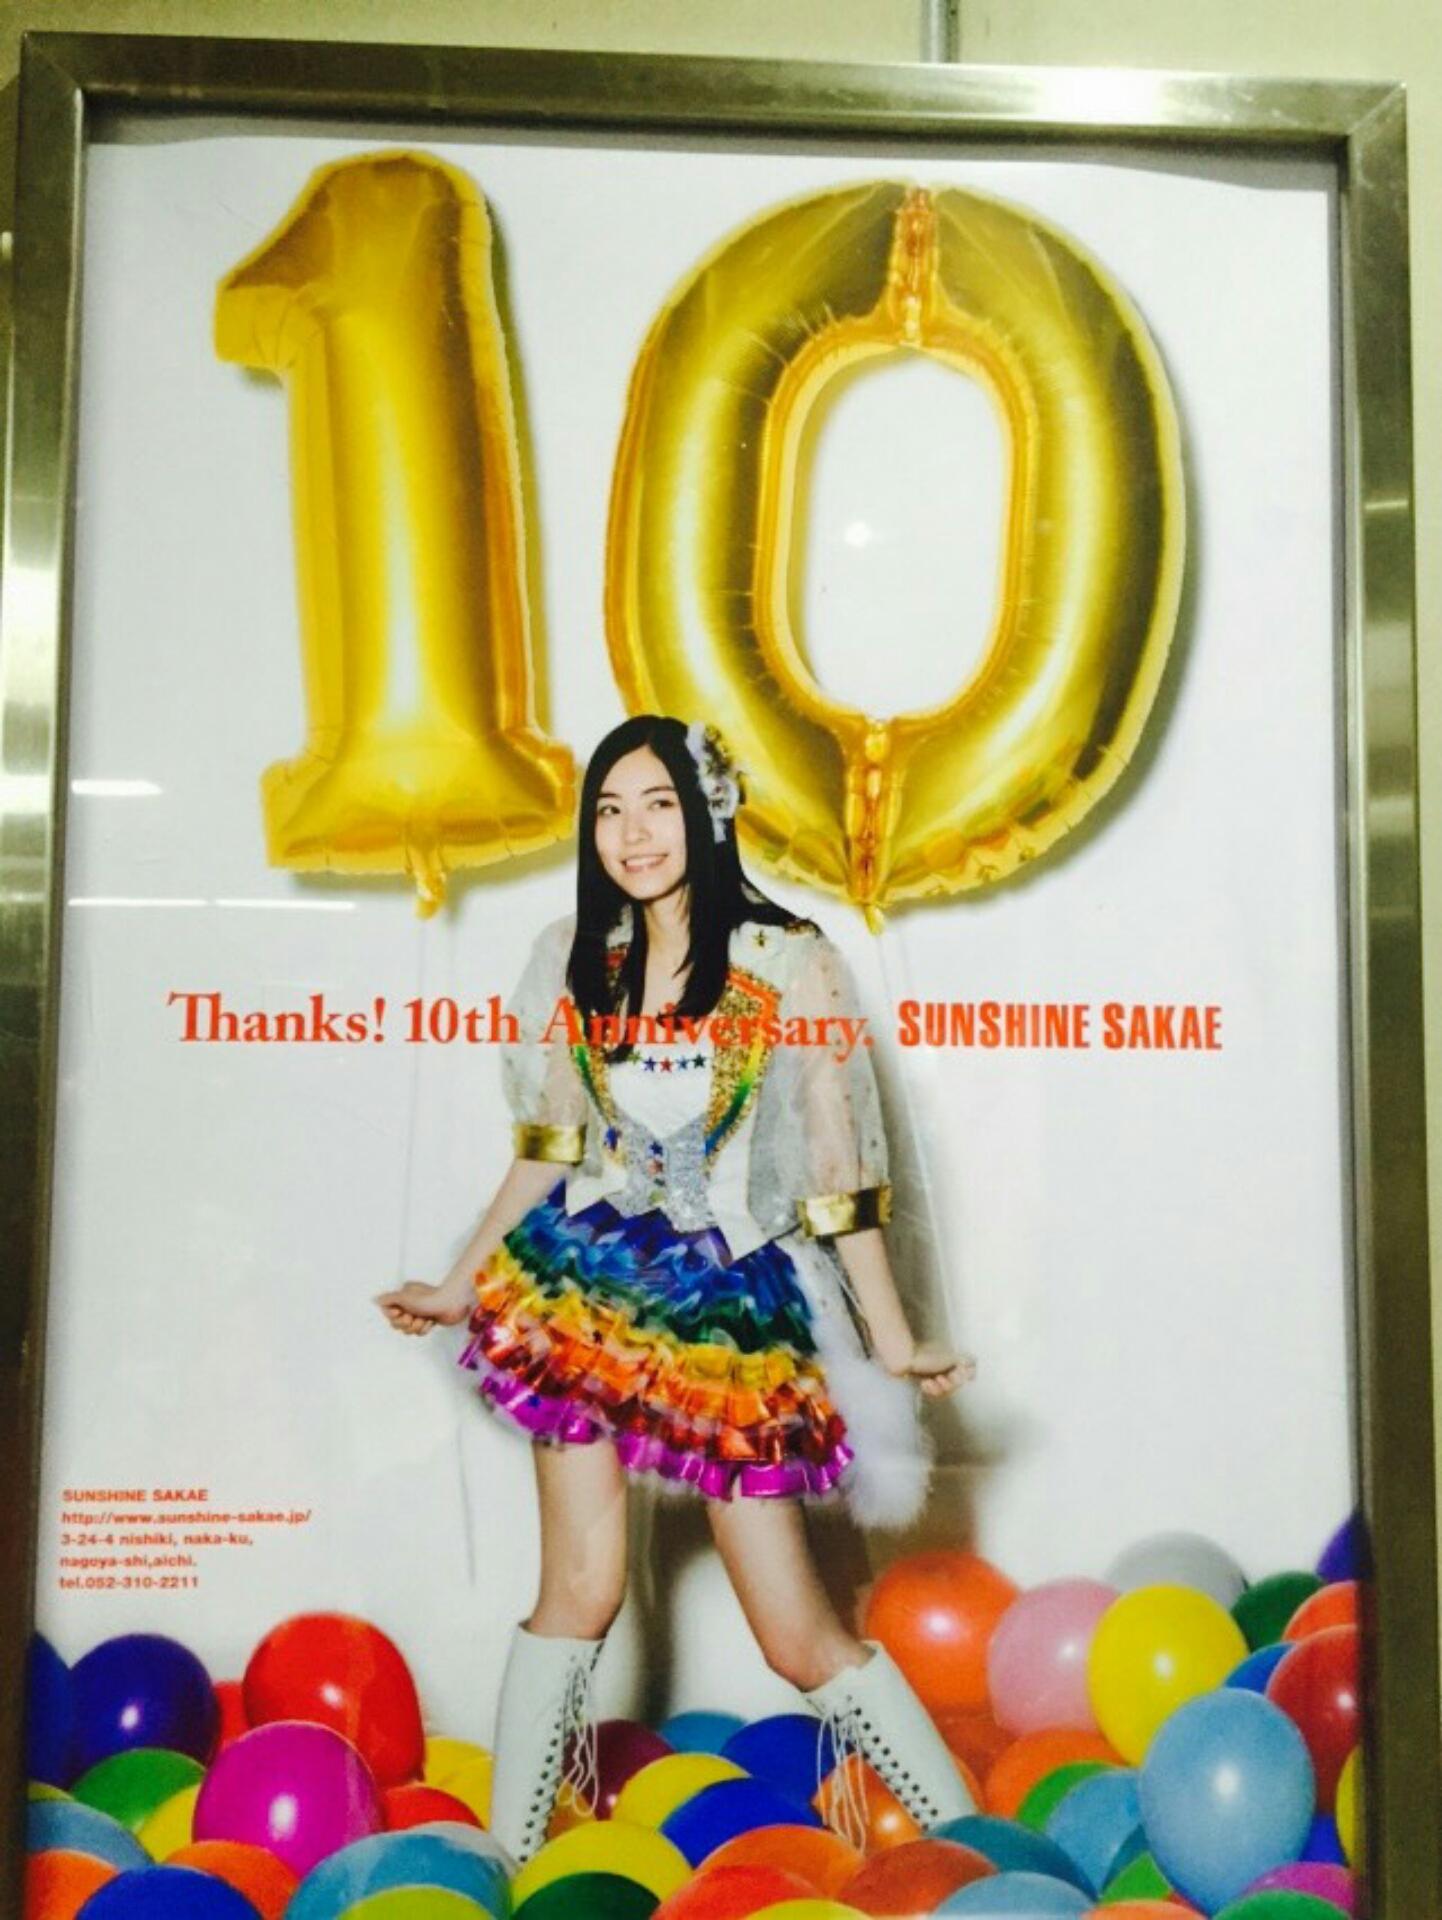 10
Thanks! 10th Anniversary. SUNSHINE SAKAE
SUNSHINE SAKAE
http://www.sunshine-sakae.jp/
3-24-4 nishiki, naka-ku,
nagoya-shi,aichi.
tel.052-310-2211